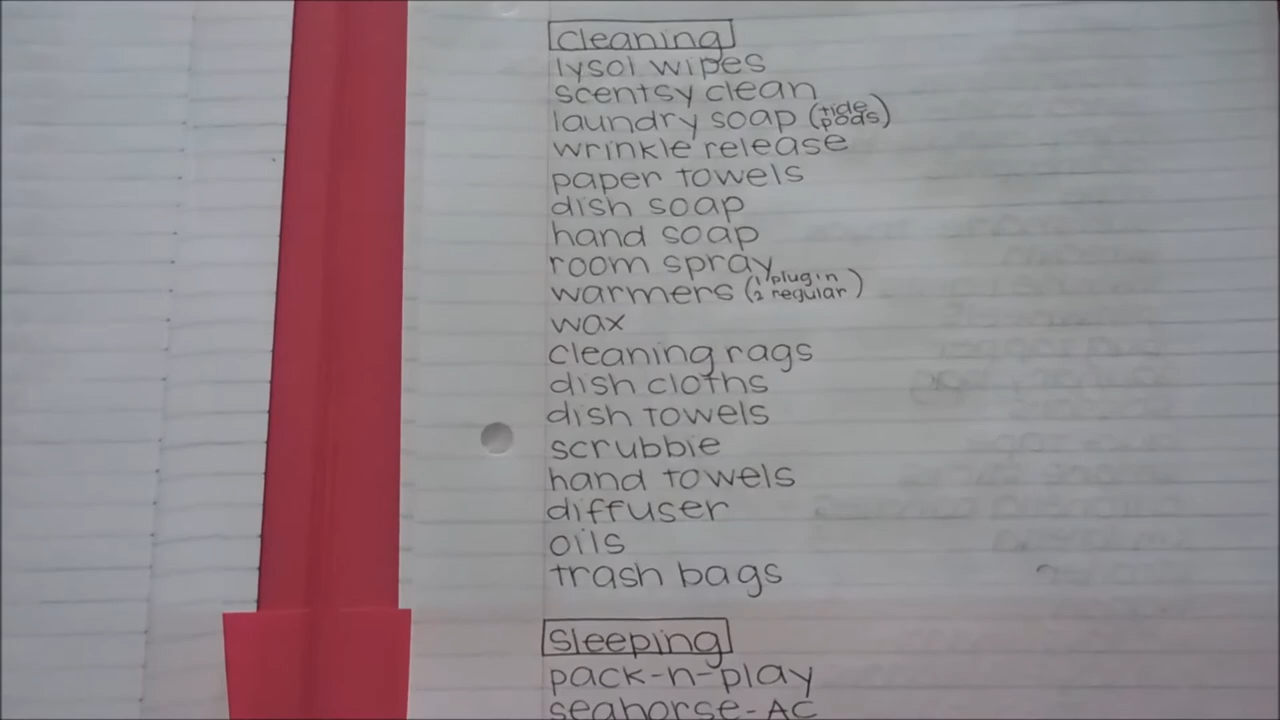 cleaning
lysol wipes
scentsy clean
laundry soap (tide pods)
wrinkle release
paper towels
dish soap
hand soap
room spray
warmers (1 plugin 2 regular)
wax
cleaning rags
dish cloths
dish towels
scrubbie
hand towels
diffuser
oils
trash bags
sleeping
pack-n-play
seahorse-AC